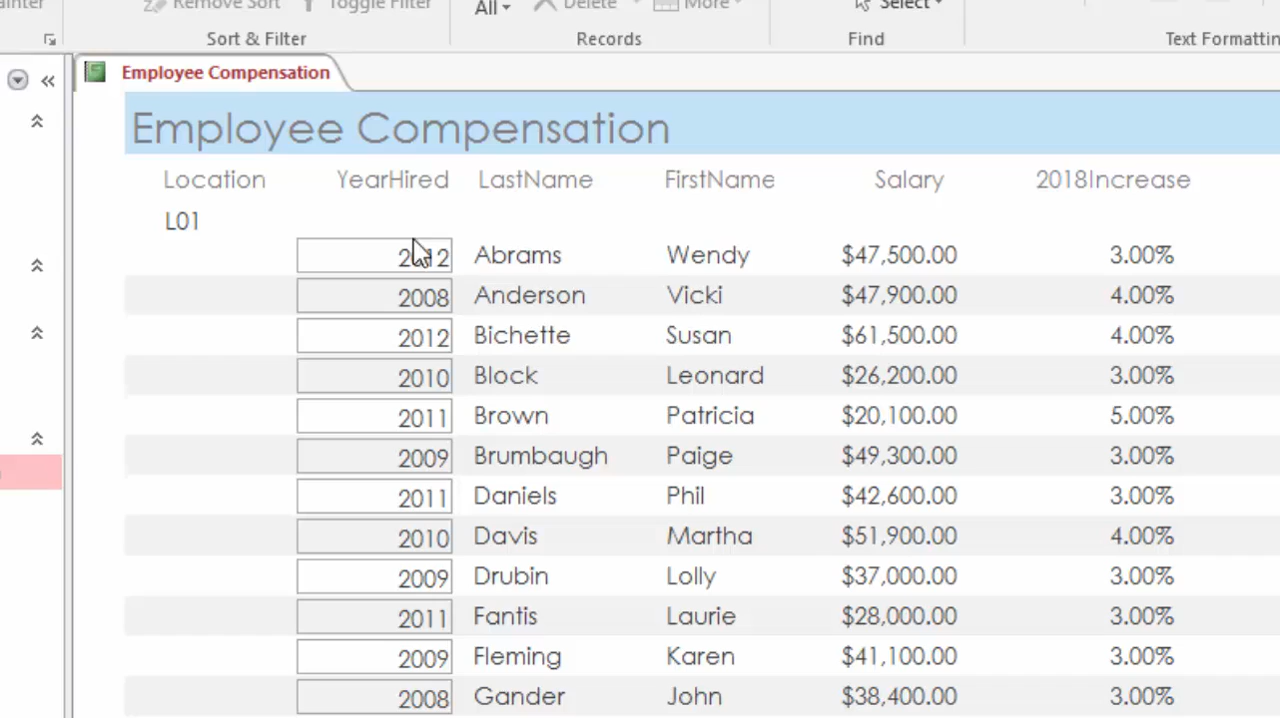 Remove Sort Toggle Filter All Delete More Select
Sort & Filter Records Find
Employee Compensation
Employee Compensation
Location YearHired LastName FirstName Salary 2018Increase
L01
2012 Abrams Wendy $47,500.00 3.00%
2008 Anderson Vicki $47,900.00 4.00%
2012 Bichette Susan $61,500.00 4.00%
2010 Block Leonard $26,200.00 3.00%
2011 Brown Patricia $20,100.00 5.00%
2009 Brumbaugh Paige $49,300.00 3.00%
2011 Daniels Phil $42,600.00 3.00%
2010 Davis Martha $51,900.00 4.00%
2009 Drubin Lolly $37,000.00 3.00%
2011 Fantis Laurie $28,000.00 3.00%
2009 Fleming Karen $41,100.00 3.00%
2008 Gander John $38,400.00 3.00%